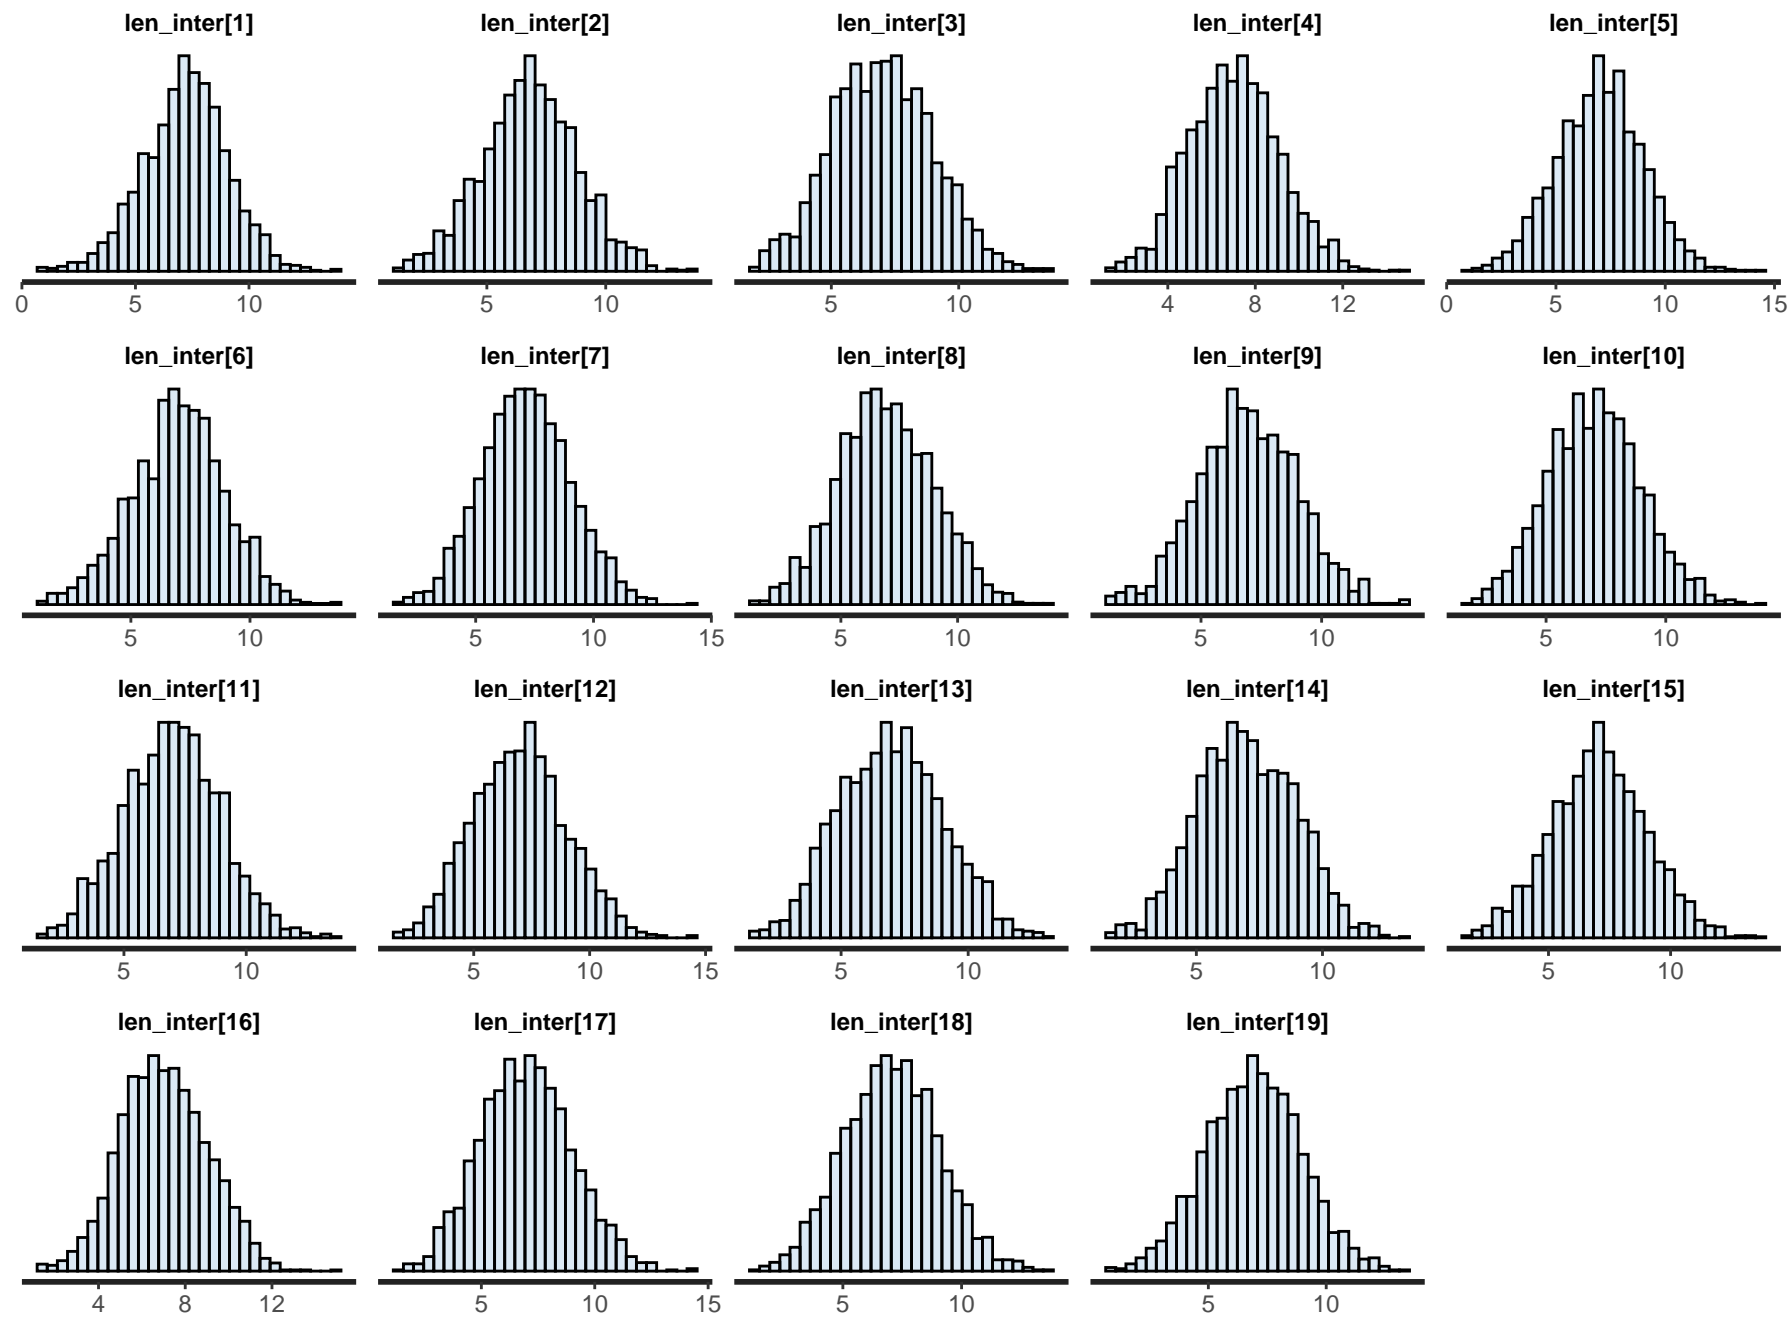 len_inter[1] len_inter[2] len_inter[3] len_inter[4] len_inter[5]
0 5 10 5 10 5 10 4 8 12 0 5 10 15
len_inter[6] len_inter[7] len_inter[8] len_inter[9] len_inter[10]
5 10 5 10 15 5 10 5 10 5 10
len_inter[11] len_inter[12] len_inter[13] len_inter[14] len_inter[15]
5 10 5 10 15 5 10 5 10 5 10
len_inter[16] len_inter[17] len_inter[18] len_inter[19]
4 8 12 5 10 15 5 10 5 10